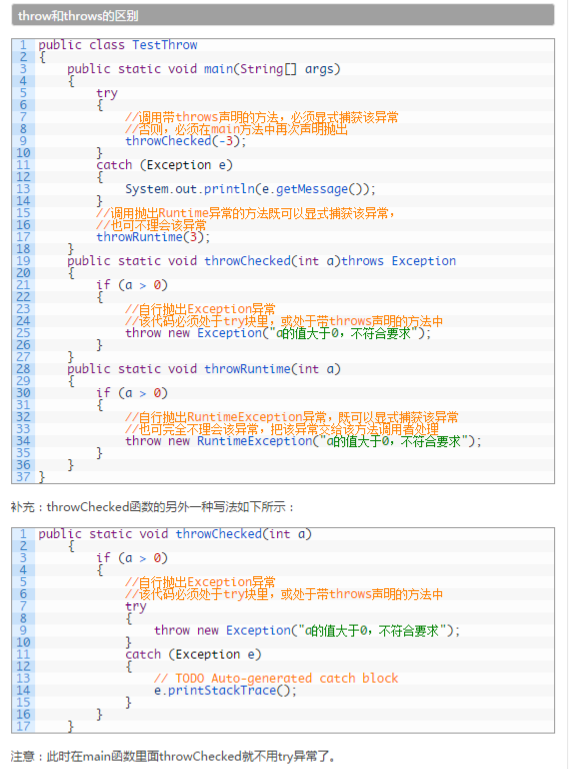 throw和throws的区别
1 public class TestThrow
2 {
3     public static void main(String[] args)
4     {
5         try
6         {
7             //调用带throws声明的方法，必须显式捕获该异常
8             //否则，必须在main方法中再次声明抛出
9             throwChecked(-3);
10         }
11         catch (Exception e)
12         {
13             System.out.println(e.getMessage());
14         }
15         //调用抛出Runtime异常的方法既可以显式捕获该异常，
16         //也可不理会该异常
17         throwRuntime(3);
18     }
19     public static void throwChecked(int a)throws Exception
20     {
21         if (a > 0)
22         {
23             //自行抛出Exception异常
24             //该代码必须处于try块里，或处于带throws声明的方法中
25             throw new Exception("a的值大于0，不符合要求");
26         }
27     }
28     public static void throwRuntime(int a)
29     {
30         if (a > 0)
31         {
32             //自行抛出RuntimeException异常，既可以显式捕获该异常
33             //也可完全不理会该异常，把该异常交给该方法调用者处理
34             throw new RuntimeException("a的值大于0，不符合要求");
35         }
36     }
37 }
补充：throwChecked函数的另外一种写法如下所示：
1 public static void throwChecked(int a)
2     {
3         if (a > 0)
4         {
5             //自行抛出Exception异常
6             //该代码必须处于try块里，或处于带throws声明的方法中
7             try
8             {
9                 throw new Exception("a的值大于0，不符合要求");
10             }
11             catch (Exception e)
12             {
13                 // TODO Auto-generated catch block
14                 e.printStackTrace();
15             }
16         }
17     }
注意：此时在main函数里面throwChecked就不用try异常了。